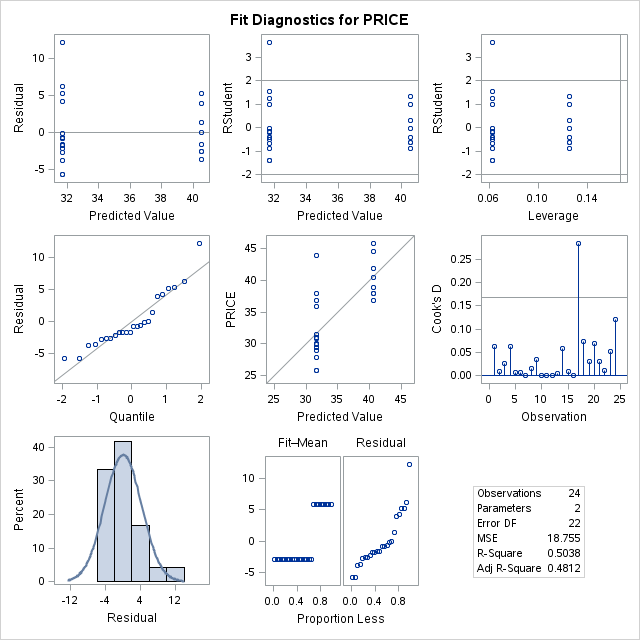 Fit Diagnostics for PRICE
Residual
10
5
0
-5
32 34 36 38 40
Predicted Value
RStudent
3
2
1
0
-1
-2
32 34 36 38 40
Predicted Value
RStudent
3
2
1
0
-1
-2
0.06 0.10 0.14
Leverage
Residual
10
5
0
-5
-2 -1 0 1 2
Quantile
PRICE
45
40
35
30
25
25 30 35 40 45
Predicted Value
Cook's D
0.25
0.20
0.15
0.10
0.05
0.00
0 5 10 15 20 25
Observation
Percent
40
30
20
10
0
-12 -4 4 12
Residual
Fit–Mean Residual
10
5
0
-5
0.0 0.4 0.8 0.0 0.4 0.8
Proportion Less
Observations 24
Parameters 2
Error DF 22
MSE 18.755
R-Square 0.5038
Adj R-Square 0.4812